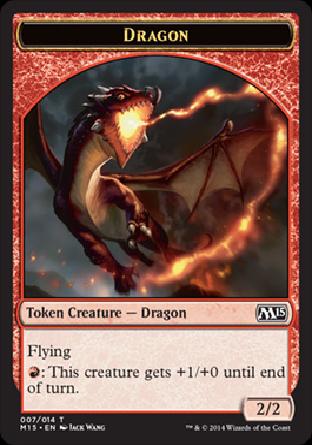 Dragon
Token Creature — Dragon
M15
Flying
R: This creature gets +1/+0 until end
of turn.
2/2
007/014 T
M15 • EN Jack Wang
™ & © 2014 Wizards of the Coast